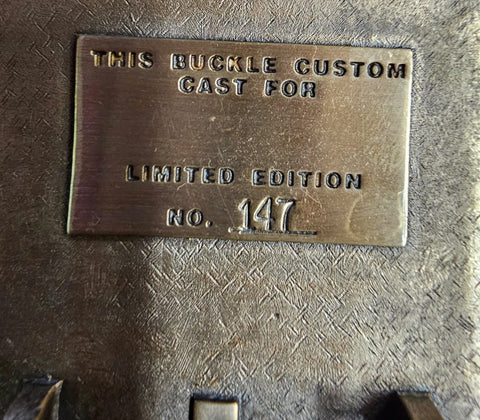 THIS BUCKLE CUSTOM
CAST FOR
LIMITED EDITION
NO. 147